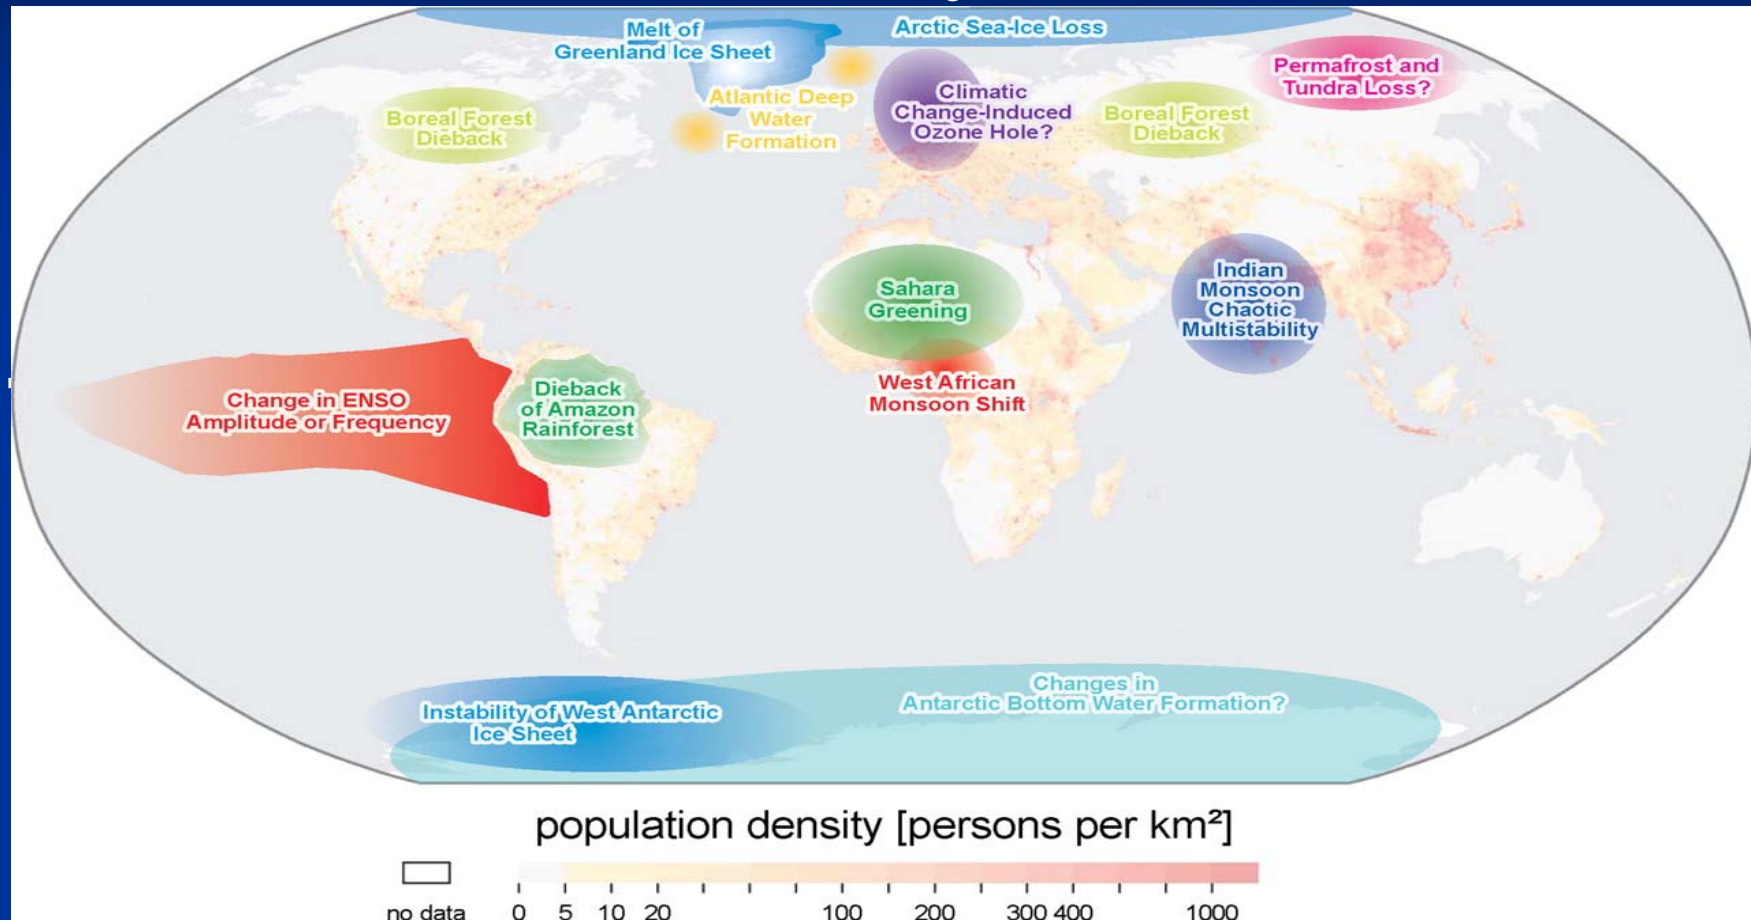 Melt of
Greenland Ice Sheet
Arctic Sea-Ice Loss
Permafrost and
Tundra Loss?
Boreal Forest
Dieback
Atlantic Deep
Water
Formation
Climatic
Change-Induced
Ozone Hole?
Boreal Forest
Dieback
Sahara
Greening
Indian
Monsoon
Chaotic
Multistability
West African
Monsoon Shift
Change in ENSO
Amplitude or Frequency
Dieback
of Amazon
Rainforest
Instability of West Antarctic
Ice Sheet
Changes in
Antarctic Bottom Water Formation?
population density [persons per km²]
no data 0 5 10 20 100 200 300 400 1000